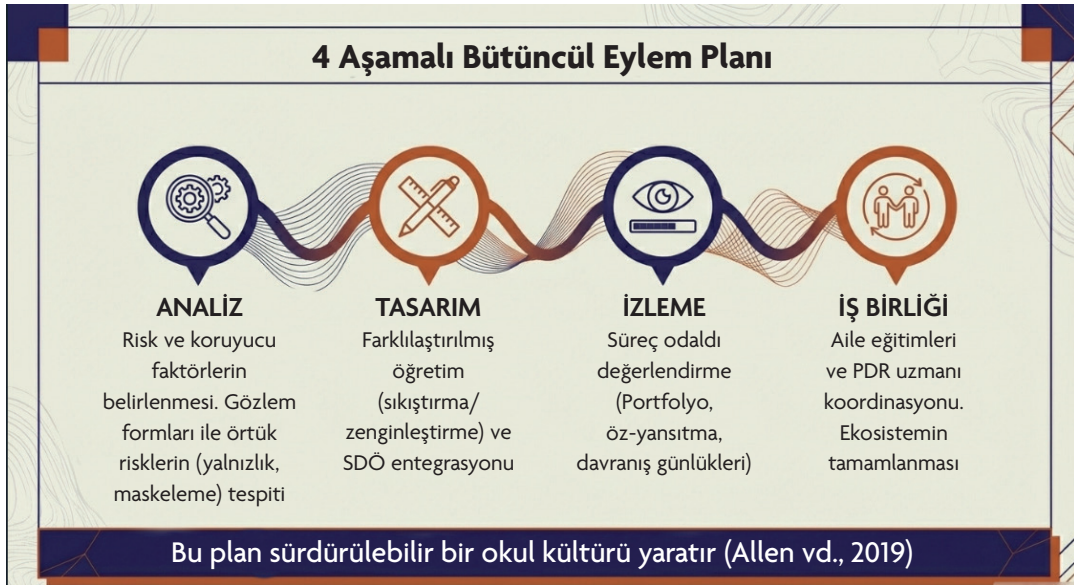 4 Aşamalı Bütüncül Eylem Planı
ANALİZ
Risk ve koruyucu
faktörlerin
belirlenmesi. Gözlem
formları ile örtük
risklerin (yalnızlık,
maskeleme) tespiti
TASARIM
Farklılaştırılmış
öğretim
(sıkıştırma/
zenginleştirme) ve
SDÖ entegrasyonu
İZLEME
Süreç odaldı
değerlendirme
(Portfolyo,
öz-yansıtma,
davranış günlükleri)
İŞ BİRLİĞİ
Aile eğitimleri
ve PDR uzmanı
koordinasyonu.
Ekosistemin
tamamlanması
Bu plan sürdürülebilir bir okul kültürü yaratır (Allen vd., 2019)